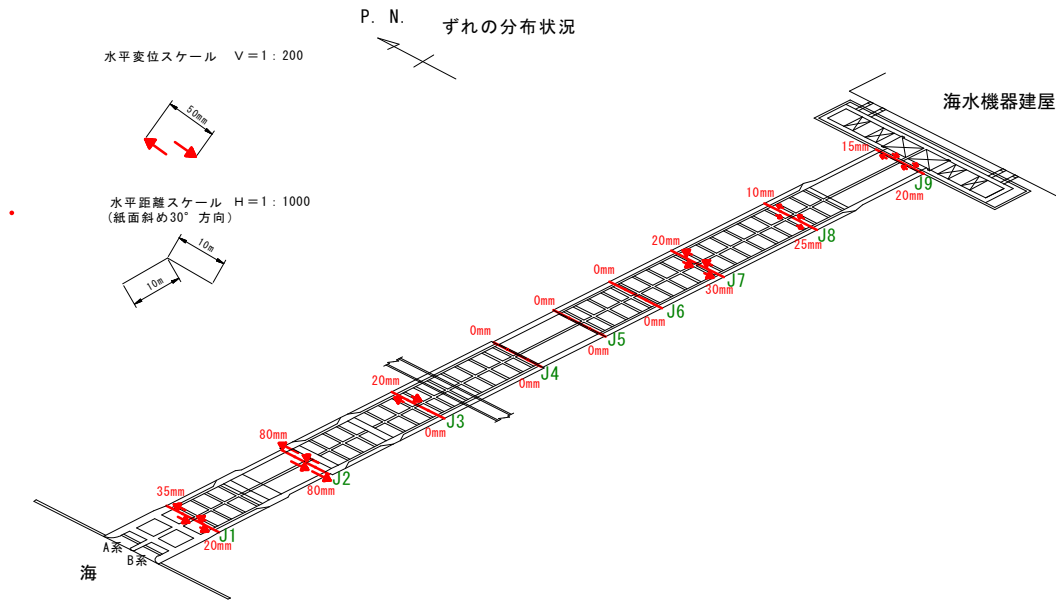 P. N.
ずれの分布状況
水平変位スケール V=1:200
50mm
海水機器建屋
水平距離スケール H=1:1000
(紙面斜め30°方向)
10m
10m
15mm
J9
20mm
10mm
J8
25mm
20mm
J7
30mm
0mm
J6
0mm
0mm
J5
0mm
0mm
J4
0mm
20mm
J3
0mm
80mm
J2
80mm
35mm
J1
20mm
A系
B系
海